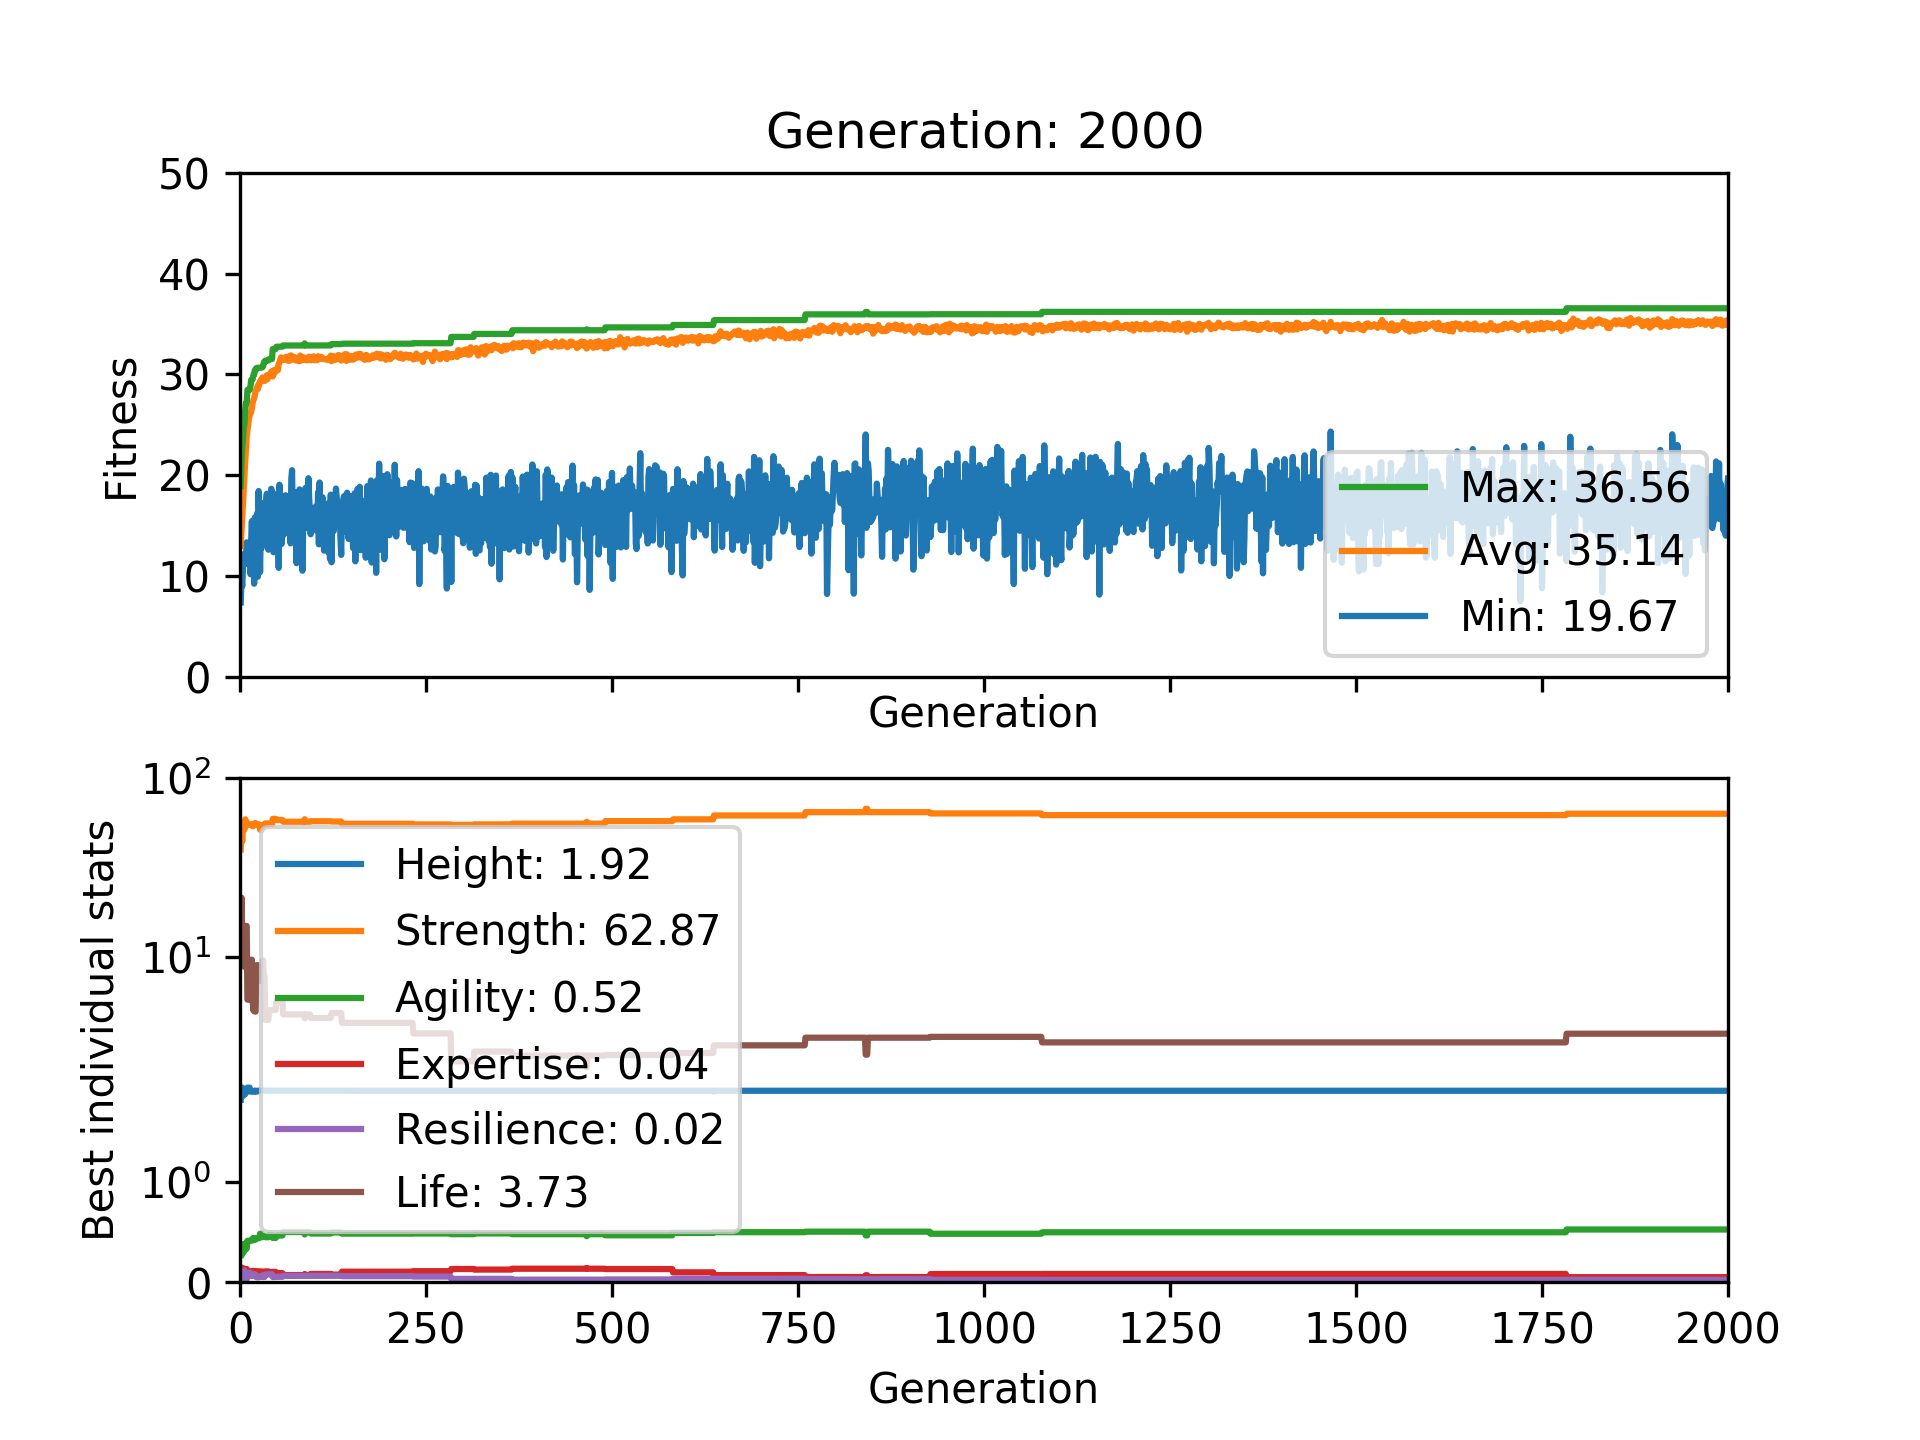 Generation: 2000
50
40
30
20
10
0
Fitness
Max: 36.56
Avg: 35.14
Min: 19.67
Generation
10²
10¹
10⁰
0
Best individual stats
Height: 1.92
Strength: 62.87
Agility: 0.52
Expertise: 0.04
Resilience: 0.02
Life: 3.73
0 250 500 750 1000 1250 1500 1750 2000
Generation